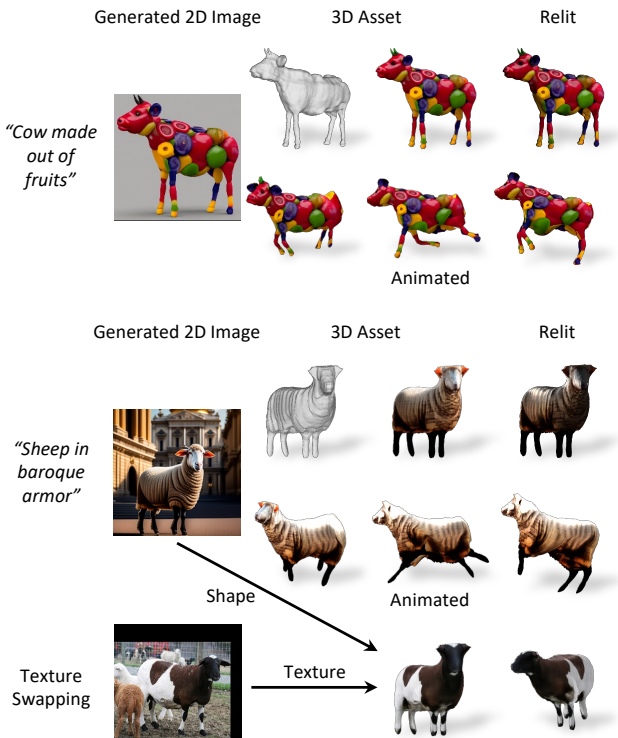 Generated 2D Image 3D Asset Relit
“Cow made
out of
fruits”
Animated
Generated 2D Image 3D Asset Relit
“Sheep in
baroque
armor”
Shape
Animated
Texture
Swapping
Texture